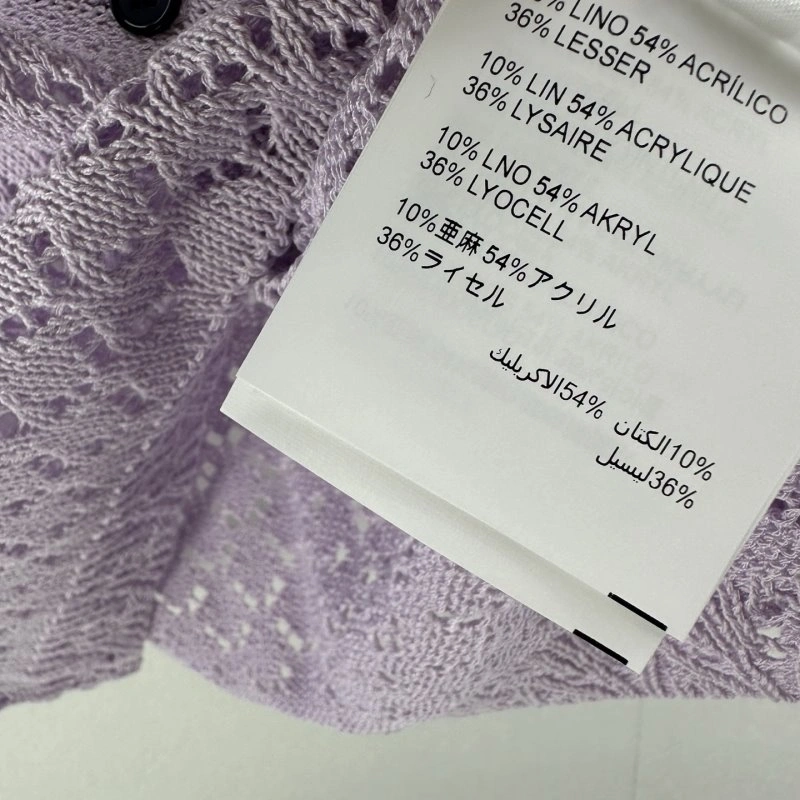 % LINO 54% ACRÍLICO
36% LESSER
10% LIN 54% ACRYLIQUE
36% LYSAIRE
10% LNO 54% AKRYL
36% LYOCELL
10%亜麻 54%アクリル
36%ライセル
10%الكتان 54%الاكريليك
36%ليسيل